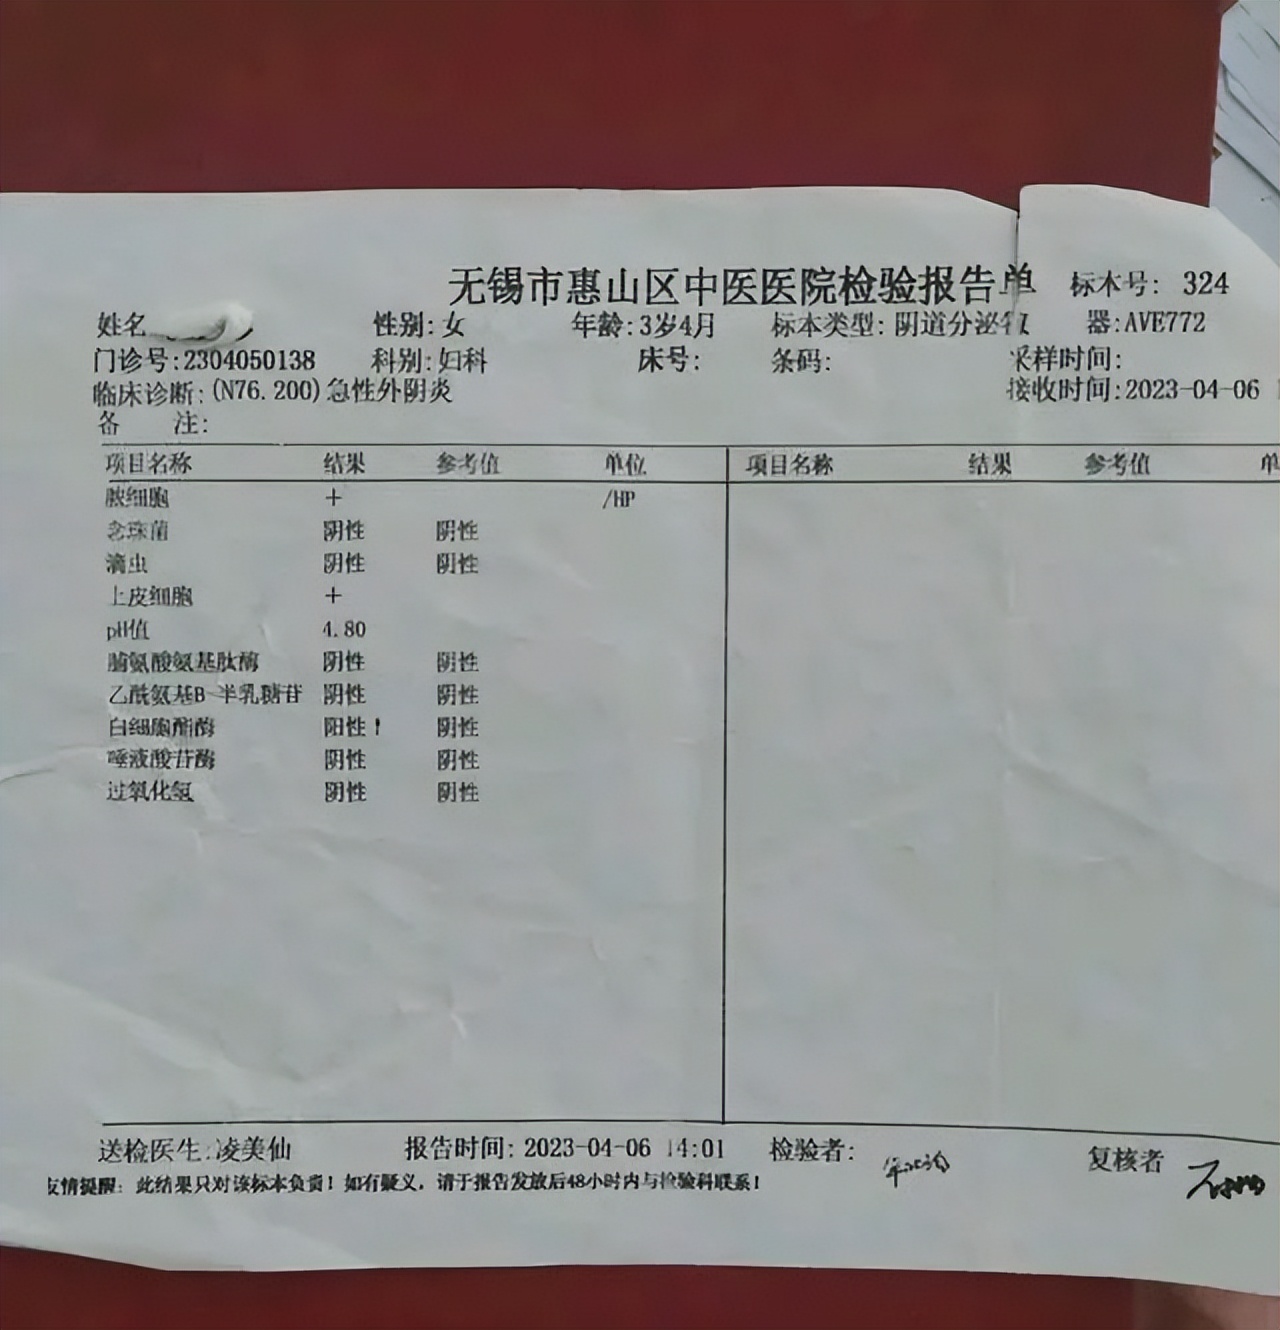 无锡市惠山区中医医院检验报告单 标本号: 324
姓名 性别:女 年龄:3岁4月 标本类型:阴道分泌物 器:AVE772
门诊号:2304050138 科别:妇科 床号: 条码: 采样时间:
临床诊断:(N76.200)急性外阴炎 接收时间:2023-04-06
备 注:
项目名称 结果 参考值 单位 项目名称 结果 参考值 单
脓细胞 + /HP
念珠菌 阴性 阴性
滴虫 阴性 阴性
上皮细胞 +
pH值 4.80
脯氨酸氨基肽酶 阴性 阴性
乙酰氨基B-半乳糖苷 阴性 阴性
白细胞酯酶 阳性! 阴性
唾液酸苷酶 阴性 阴性
过氧化氢 阴性 阴性
送检医生:凌美仙 报告时间: 2023-04-06 14:01 检验者: 复核者
友情提醒: 此结果只对该标本负责!如有疑义, 请于报告发放后48小时内与检验科联系!